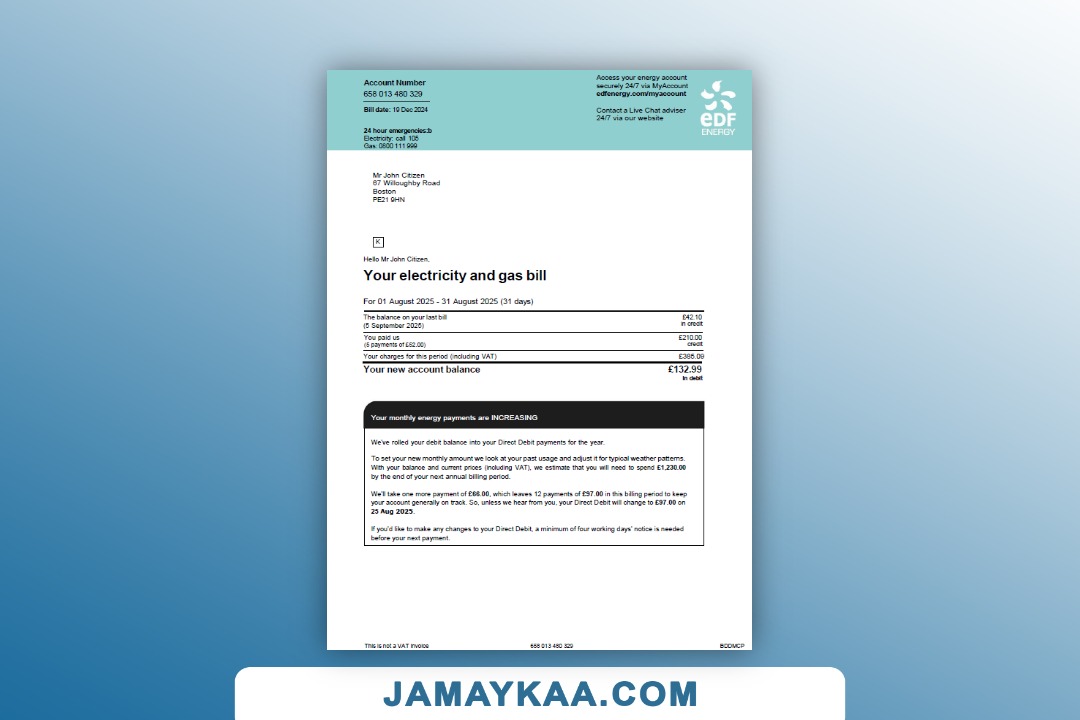 Account Number
658 013 480 329
Bill date: 19 Dec 2024
24 hour emergencies:b
Electricity: call 105
Gas: 0800 111 999
Access your energy account
securely 24/7 via MyAccount
edfenergy.com/myaccount
Contact a Live Chat adviser
24/7 via our website
eDF
ENERGY
Mr John Citizen
67 Willoughby Road
Boston
PE21 9HN
K
Hello Mr John Citizen,
Your electricity and gas bill
For 01 August 2025 - 31 August 2025 (31 days)
The balance on your last bill £42.10
(5 September 2025) in credit
You paid us £210.00
(5 payments of £52.00) credit
Your charges for this period (including VAT) £385.09
Your new account balance £132.99
in debit
Your monthly energy payments are INCREASING
We've rolled your debit balance into your Direct Debit payments for the year.
To set your new monthly amount we look at your past usage and adjust it for typical weather patterns.
With your balance and current prices (including VAT), we estimate that you will need to spend £1,230.00
by the end of your next annual billing period.
We'll take one more payment of £66.00, which leaves 12 payments of £97.00 in this billing period to keep
your account generally on track. So, unless we hear from you, your Direct Debit will change to £97.00 on
25 Aug 2025.
If you'd like to make any changes to your Direct Debit, a minimum of four working days' notice is needed
before your next payment.
This is not a VAT invoice 658 013 480 329 BDDMCP
JAMAYKAA.COM